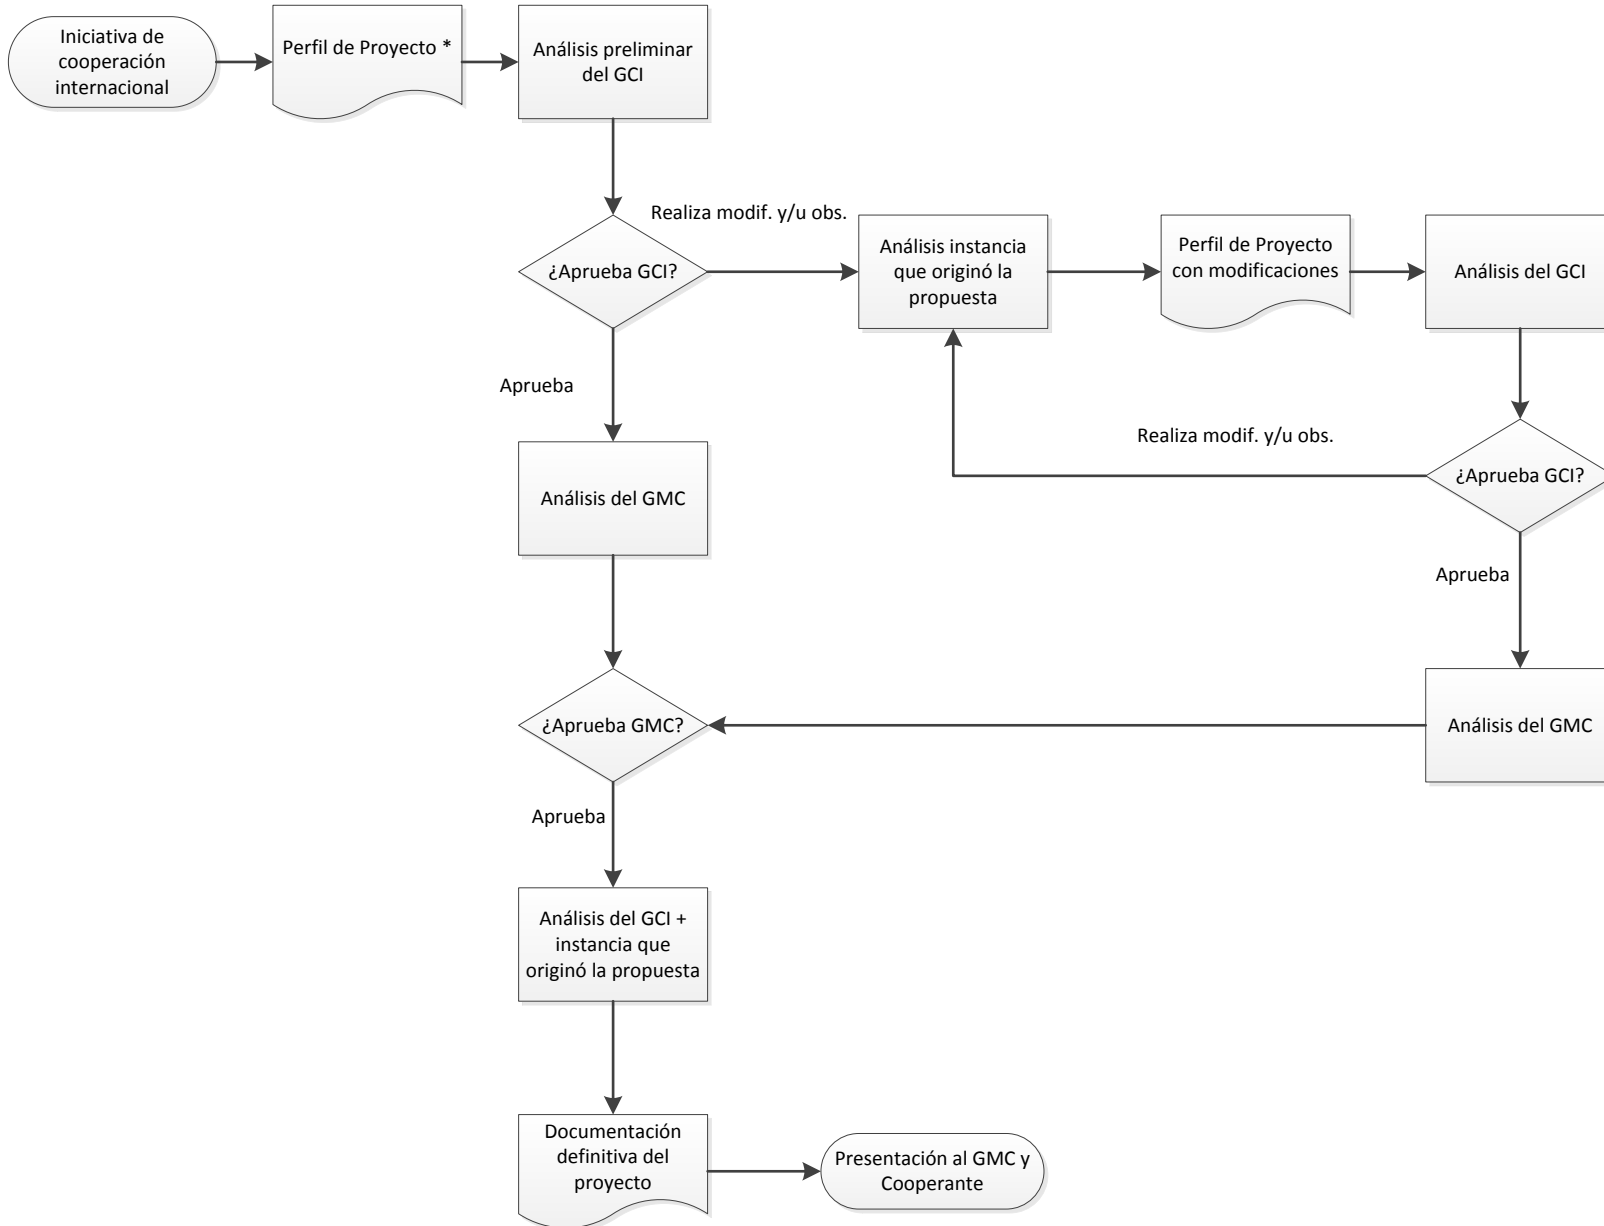 Iniciativa de
cooperación
internacional
Perfil de Proyecto *
Análisis preliminar
del GCI
¿Aprueba GCI?
Realiza modif. y/u obs.
Análisis instancia
que originó la
propuesta
Perfil de Proyecto
con modificaciones
Análisis del GCI
Aprueba
Realiza modif. y/u obs.
¿Aprueba GCI?
Análisis del GMC
Aprueba
¿Aprueba GMC?
Análisis del GMC
Aprueba
Análisis del GCI +
instancia que
originó la propuesta
Documentación
definitiva del
proyecto
Presentación al GMC y
Cooperante